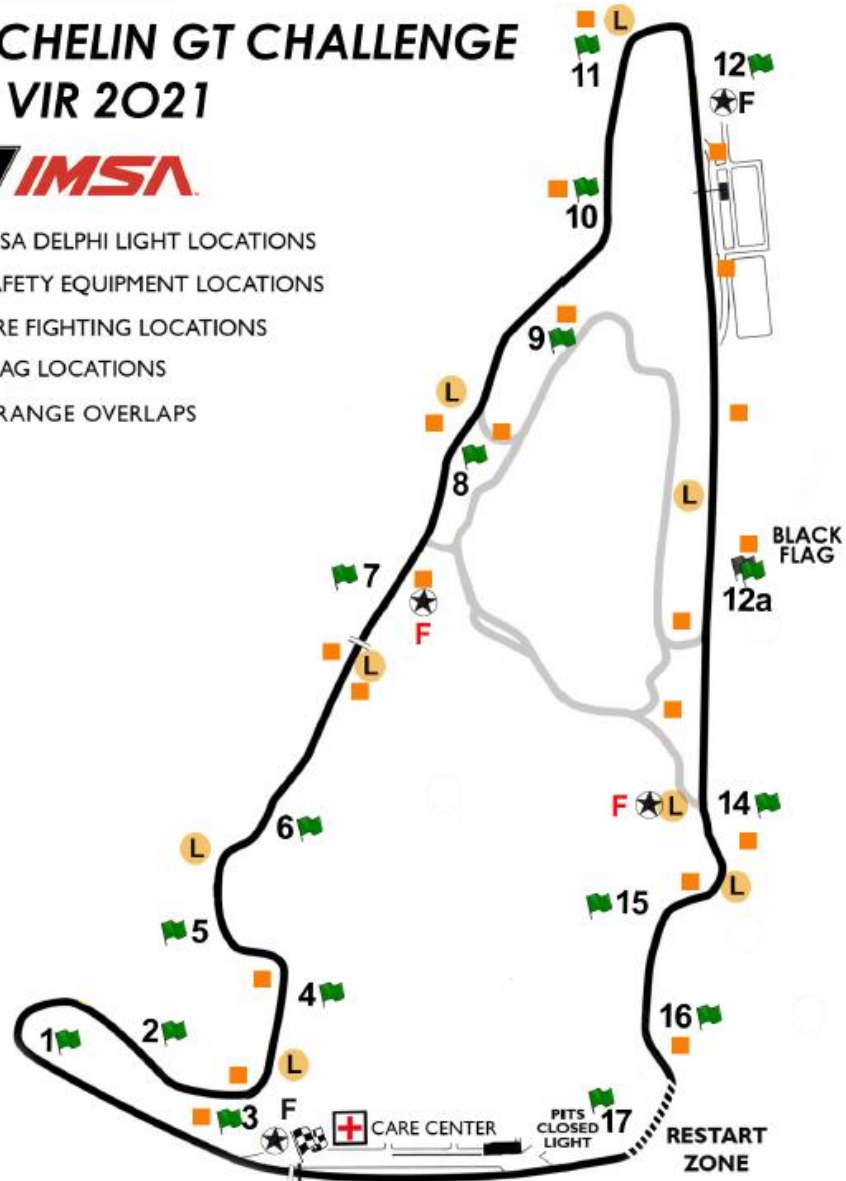 CHELIN GT CHALLENGE
VIR 2021
IMSA
SA DELPHI LIGHT LOCATIONS
AFETY EQUIPMENT LOCATIONS
RE FIGHTING LOCATIONS
AG LOCATIONS
RANGE OVERLAPS
L
11
12
F
10
9
L
8
L
BLACK
FLAG
12a
7
F
L
F
L
14
6
L
L
15
5
4
16
2
1
L
3
F
CARE CENTER
PITS
CLOSED
LIGHT
17
RESTART
ZONE